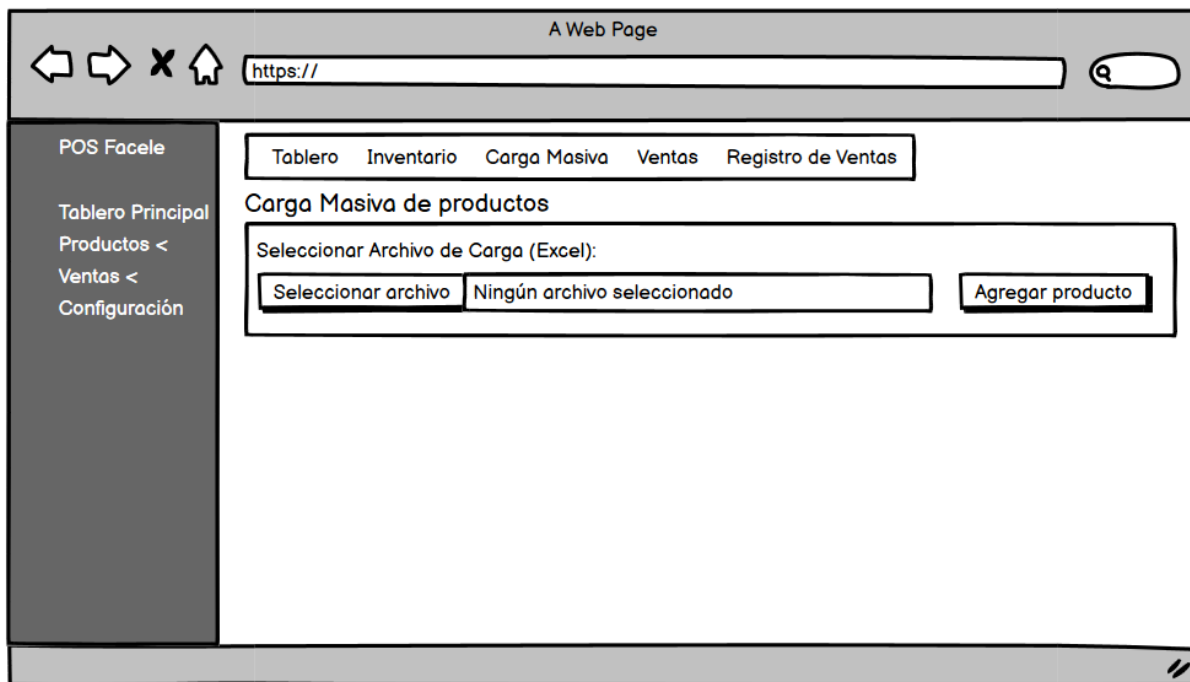 A Web Page
https://
POS Facele
Tablero Principal
Productos <
Ventas <
Configuración
Tablero Inventario Carga Masiva Ventas Registro de Ventas
Carga Masiva de productos
Seleccionar Archivo de Carga (Excel):
Seleccionar archivo Ningún archivo seleccionado Agregar producto